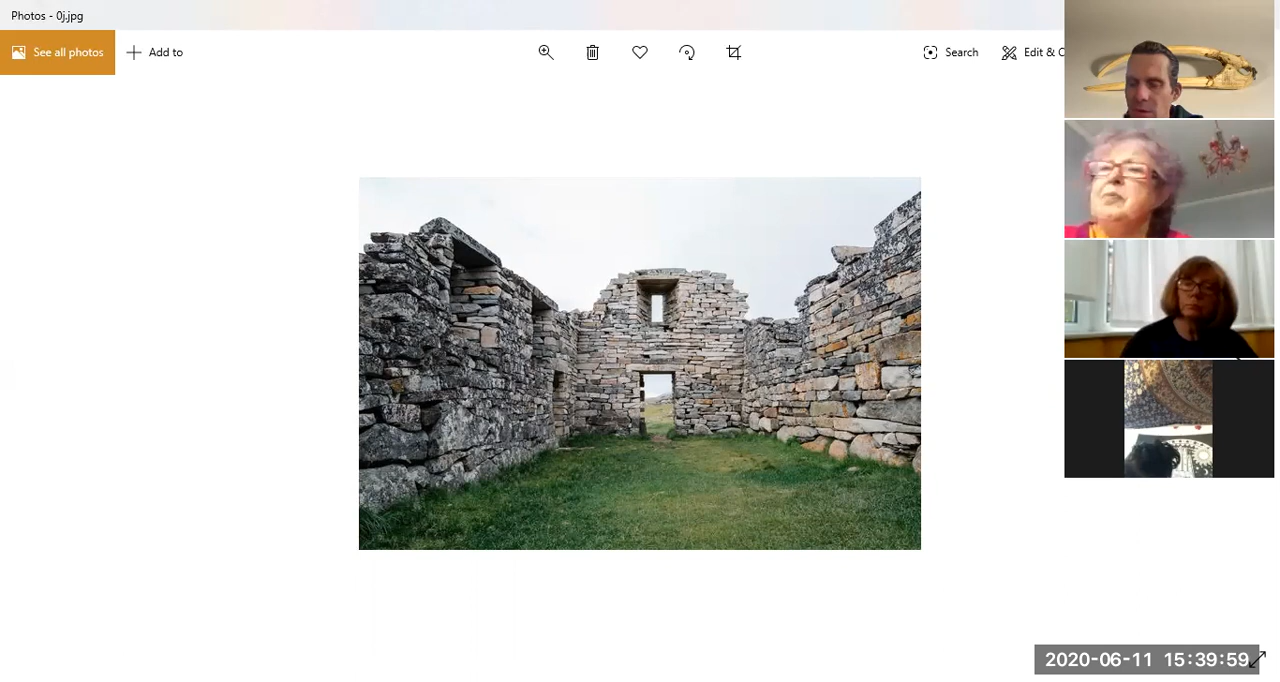 Photos - 0j.jpg
See all photos
Add to
Search
Edit & C
2020-06-11 15:39:59